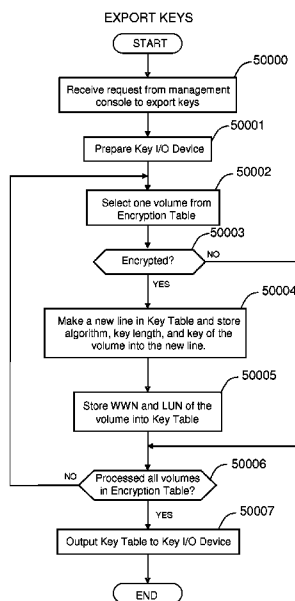 EXPORT KEYS
START
50000
Receive request from management
console to export keys
50001
Prepare Key I/O Device
50002
Select one volume from
Encryption Table
50003
Encrypted?
NO
YES
50004
Make a new line in Key Table and store
algorithm, key length, and key of the
volume into the new line.
50005
Store WWN and LUN of the
volume into Key Table
50006
NO
Processed all volumes
in Encryption Table?
YES
50007
Output Key Table to Key I/O Device
END